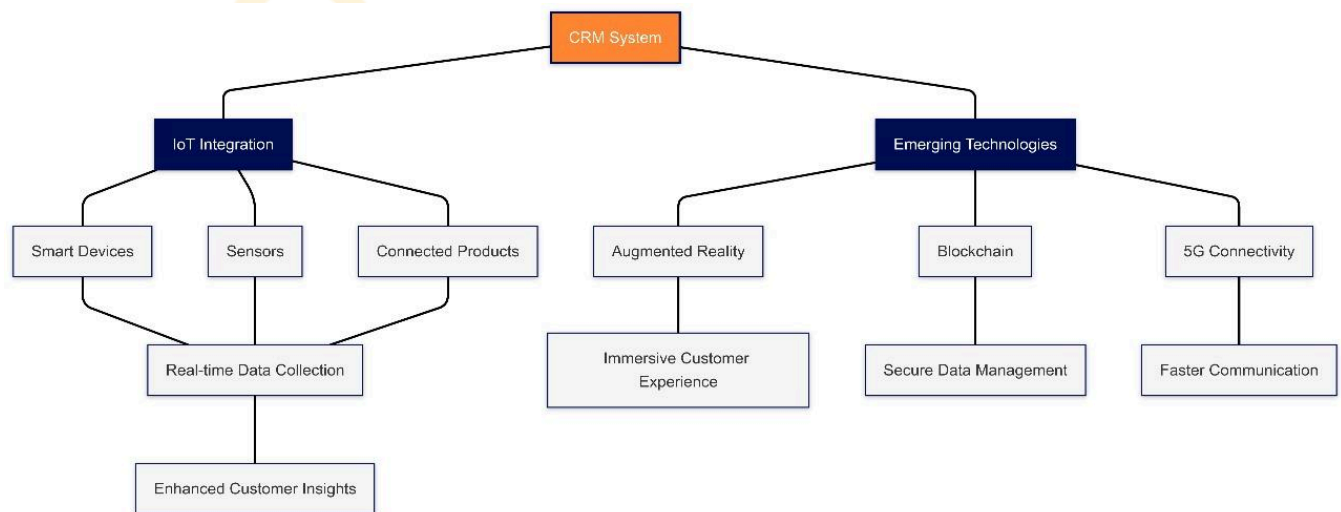 CRM System
IoT Integration
Emerging Technologies
Smart Devices
Sensors
Connected Products
Augmented Reality
Blockchain
5G Connectivity
Real-time Data Collection
Immersive Customer
Experience
Secure Data Management
Faster Communication
Enhanced Customer Insights